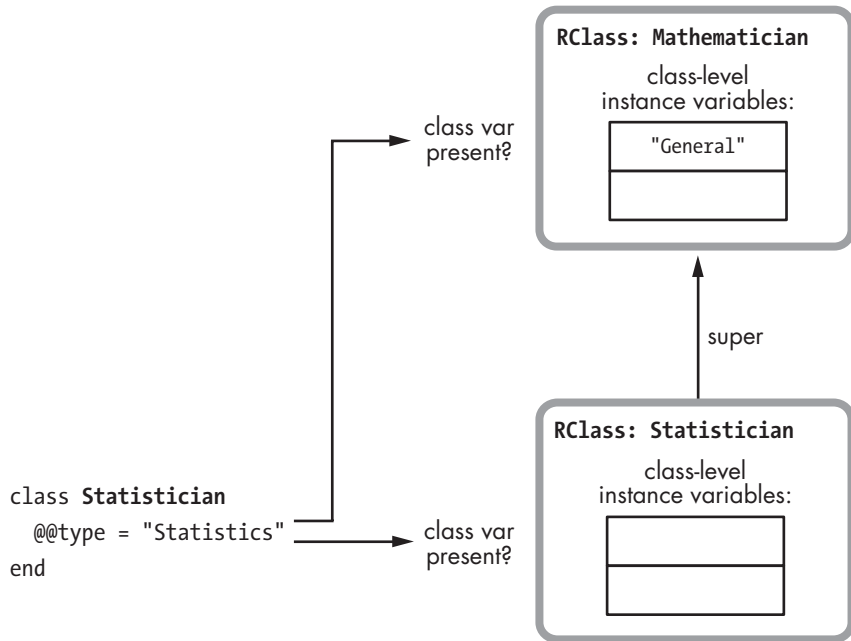 RClass: Mathematician
class-level
instance variables:
"General"
class var
present?
super
RClass: Statistician
class-level
instance variables:
class Statistician
@@type = "Statistics"
end
class var
present?